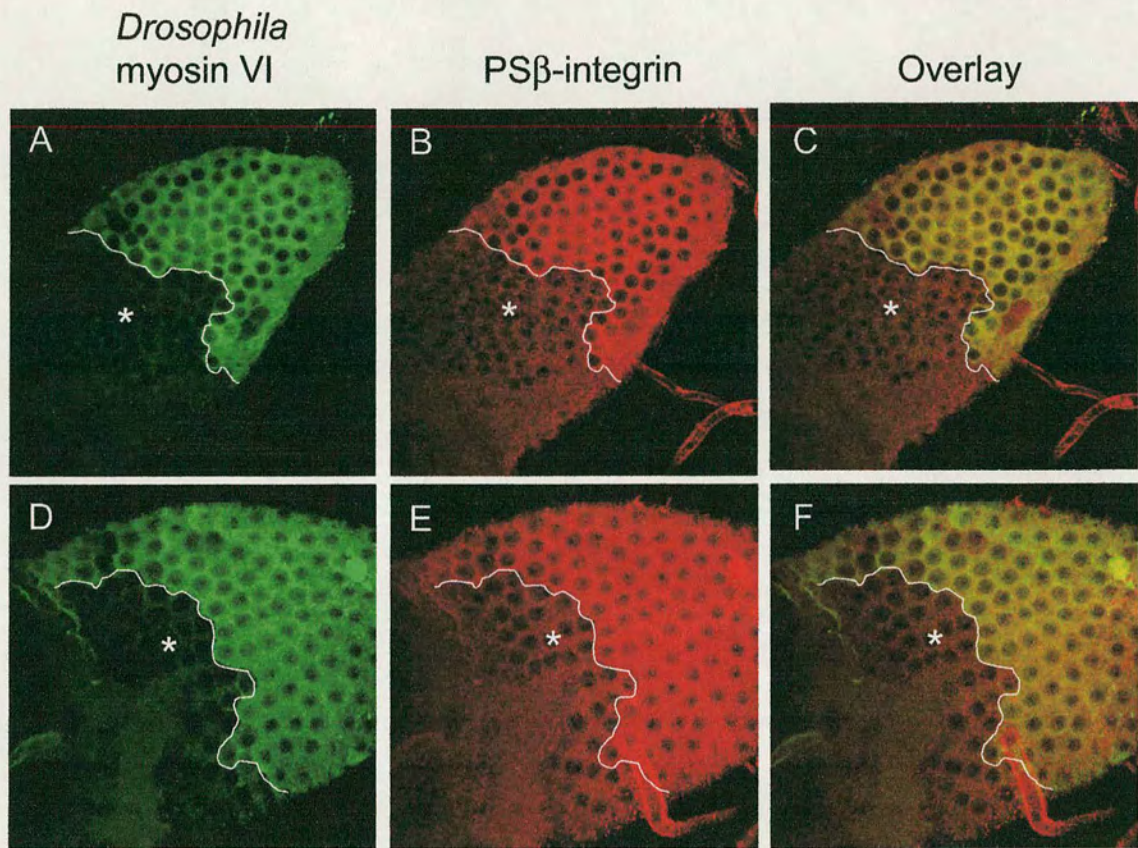 Drosophila
myosin VI
PSβ-integrin
Overlay
A
B
C
*
*
*
D
E
F
*
*
*